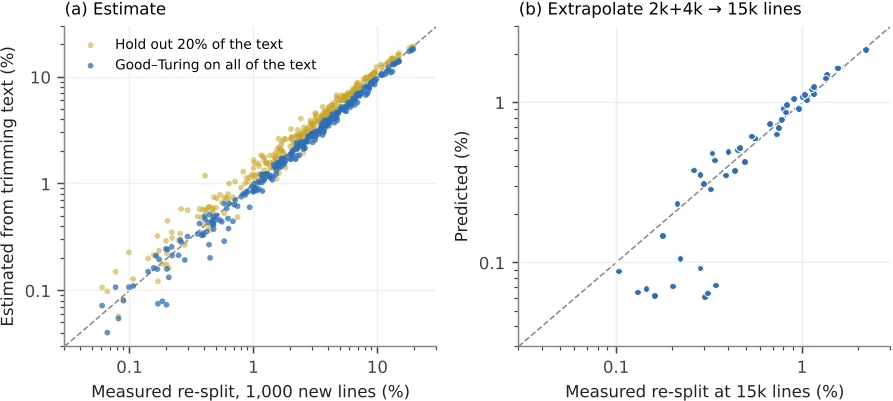 (a) Estimate
Hold out 20% of the text
Good–Turing on all of the text
10
1
0.1
0.1
1
10
Estimated from trimming text (%)
Measured re-split, 1,000 new lines (%)
(b) Extrapolate 2k+4k → 15k lines
1
0.1
0.1
1
Predicted (%)
Measured re-split at 15k lines (%)